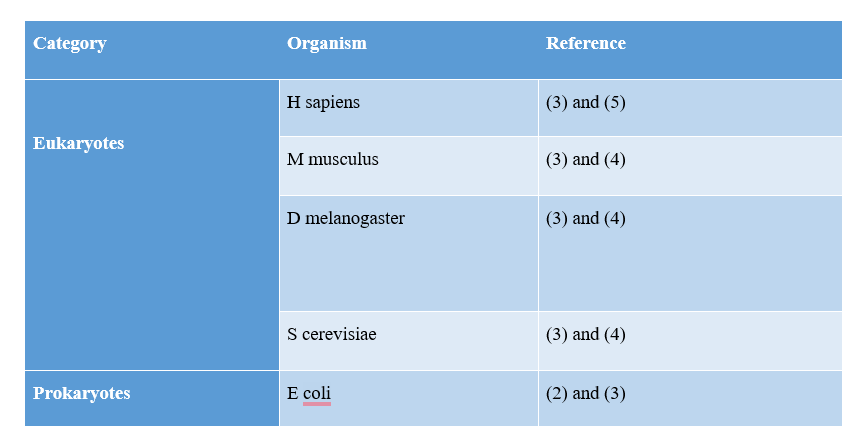 Category Organism Reference
H sapiens (3) and (5)
Eukaryotes
M musculus (3) and (4)
D melanogaster (3) and (4)
S cerevisiae (3) and (4)
Prokaryotes E coli (2) and (3)